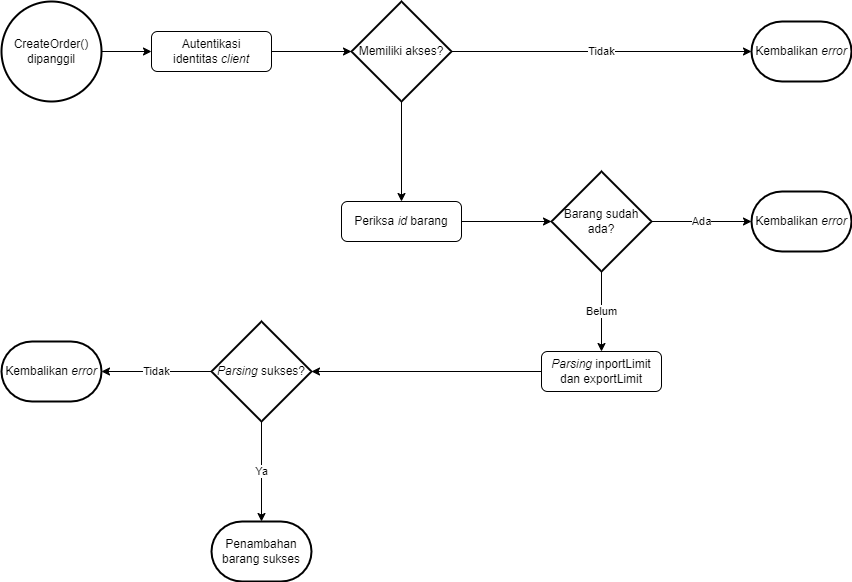 CreateOrder()
dipanggil
Autentikasi
identitas client
Memiliki akses?
Tidak
Kembalikan error
Periksa id barang
Barang sudah
ada?
Ada
Kembalikan error
Belum
Parsing inportLimit
dan exportLimit
Parsing sukses?
Tidak
Kembalikan error
Ya
Penambahan
barang sukses